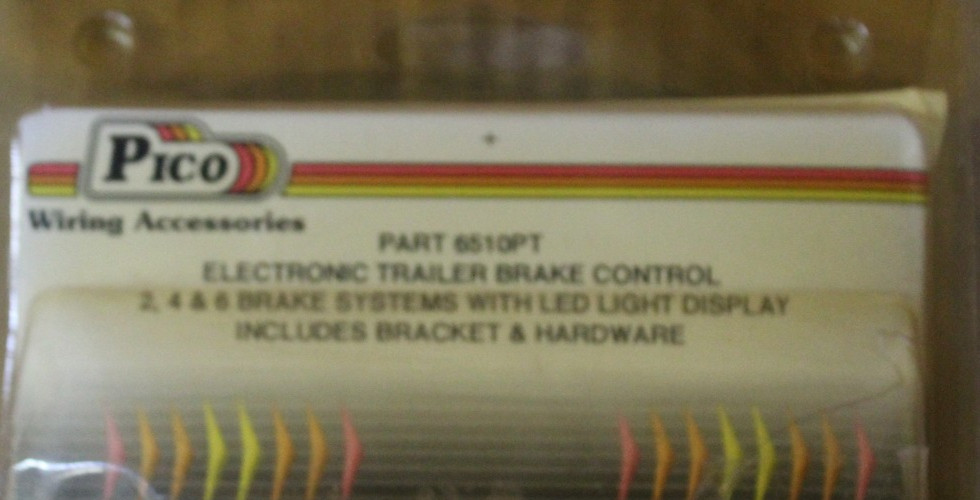 PICO
Wiring Accessories
PART 6510PT
ELECTRONIC TRAILER BRAKE CONTROL
2, 4 & 6 BRAKE SYSTEMS WITH LED LIGHT DISPLAY
INCLUDES BRACKET & HARDWARE